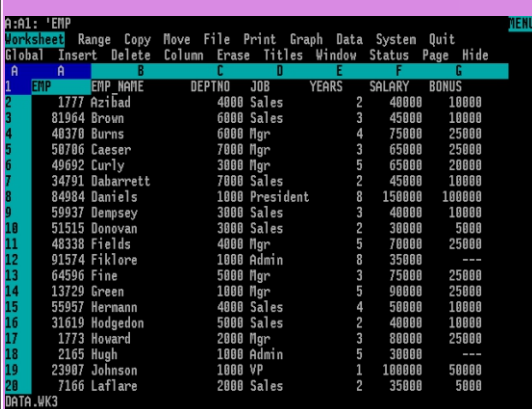 A:A1: 'EMP MENU
Worksheet Range Copy Move File Print Graph Data System Quit
Global Insert Delete Column Erase Titles Window Status Page Hide
A A B C D E F G
1 EMP EMP_NAME DEPTNO JOB YEARS SALARY BONUS
2 1777 Azibad 4000 Sales 2 40000 10000
3 81964 Brown 6000 Sales 3 45000 10000
4 40370 Burns 6000 Mgr 4 75000 25000
5 50706 Caeser 7000 Mgr 3 65000 25000
6 49692 Curly 3000 Mgr 5 65000 20000
7 34791 Dabarrett 7000 Sales 2 45000 10000
8 84984 Daniels 1000 President 8 150000 100000
9 59937 Dempsey 3000 Sales 3 40000 10000
10 51515 Donovan 3000 Sales 2 30000 5000
11 48338 Fields 4000 Mgr 5 70000 25000
12 91574 Fiklore 1000 Admin 8 35000 ---
13 64596 Fine 5000 Mgr 3 75000 25000
14 13729 Green 1000 Mgr 5 90000 25000
15 55957 Hermann 4000 Sales 4 50000 10000
16 31619 Hodgedon 5000 Sales 2 40000 10000
17 1773 Howard 2000 Mgr 3 80000 25000
18 2165 Hugh 1000 Admin 5 30000 ---
19 23907 Johnson 1000 VP 1 100000 50000
20 7166 Laflare 2000 Sales 2 35000 5000
DATA.WK3